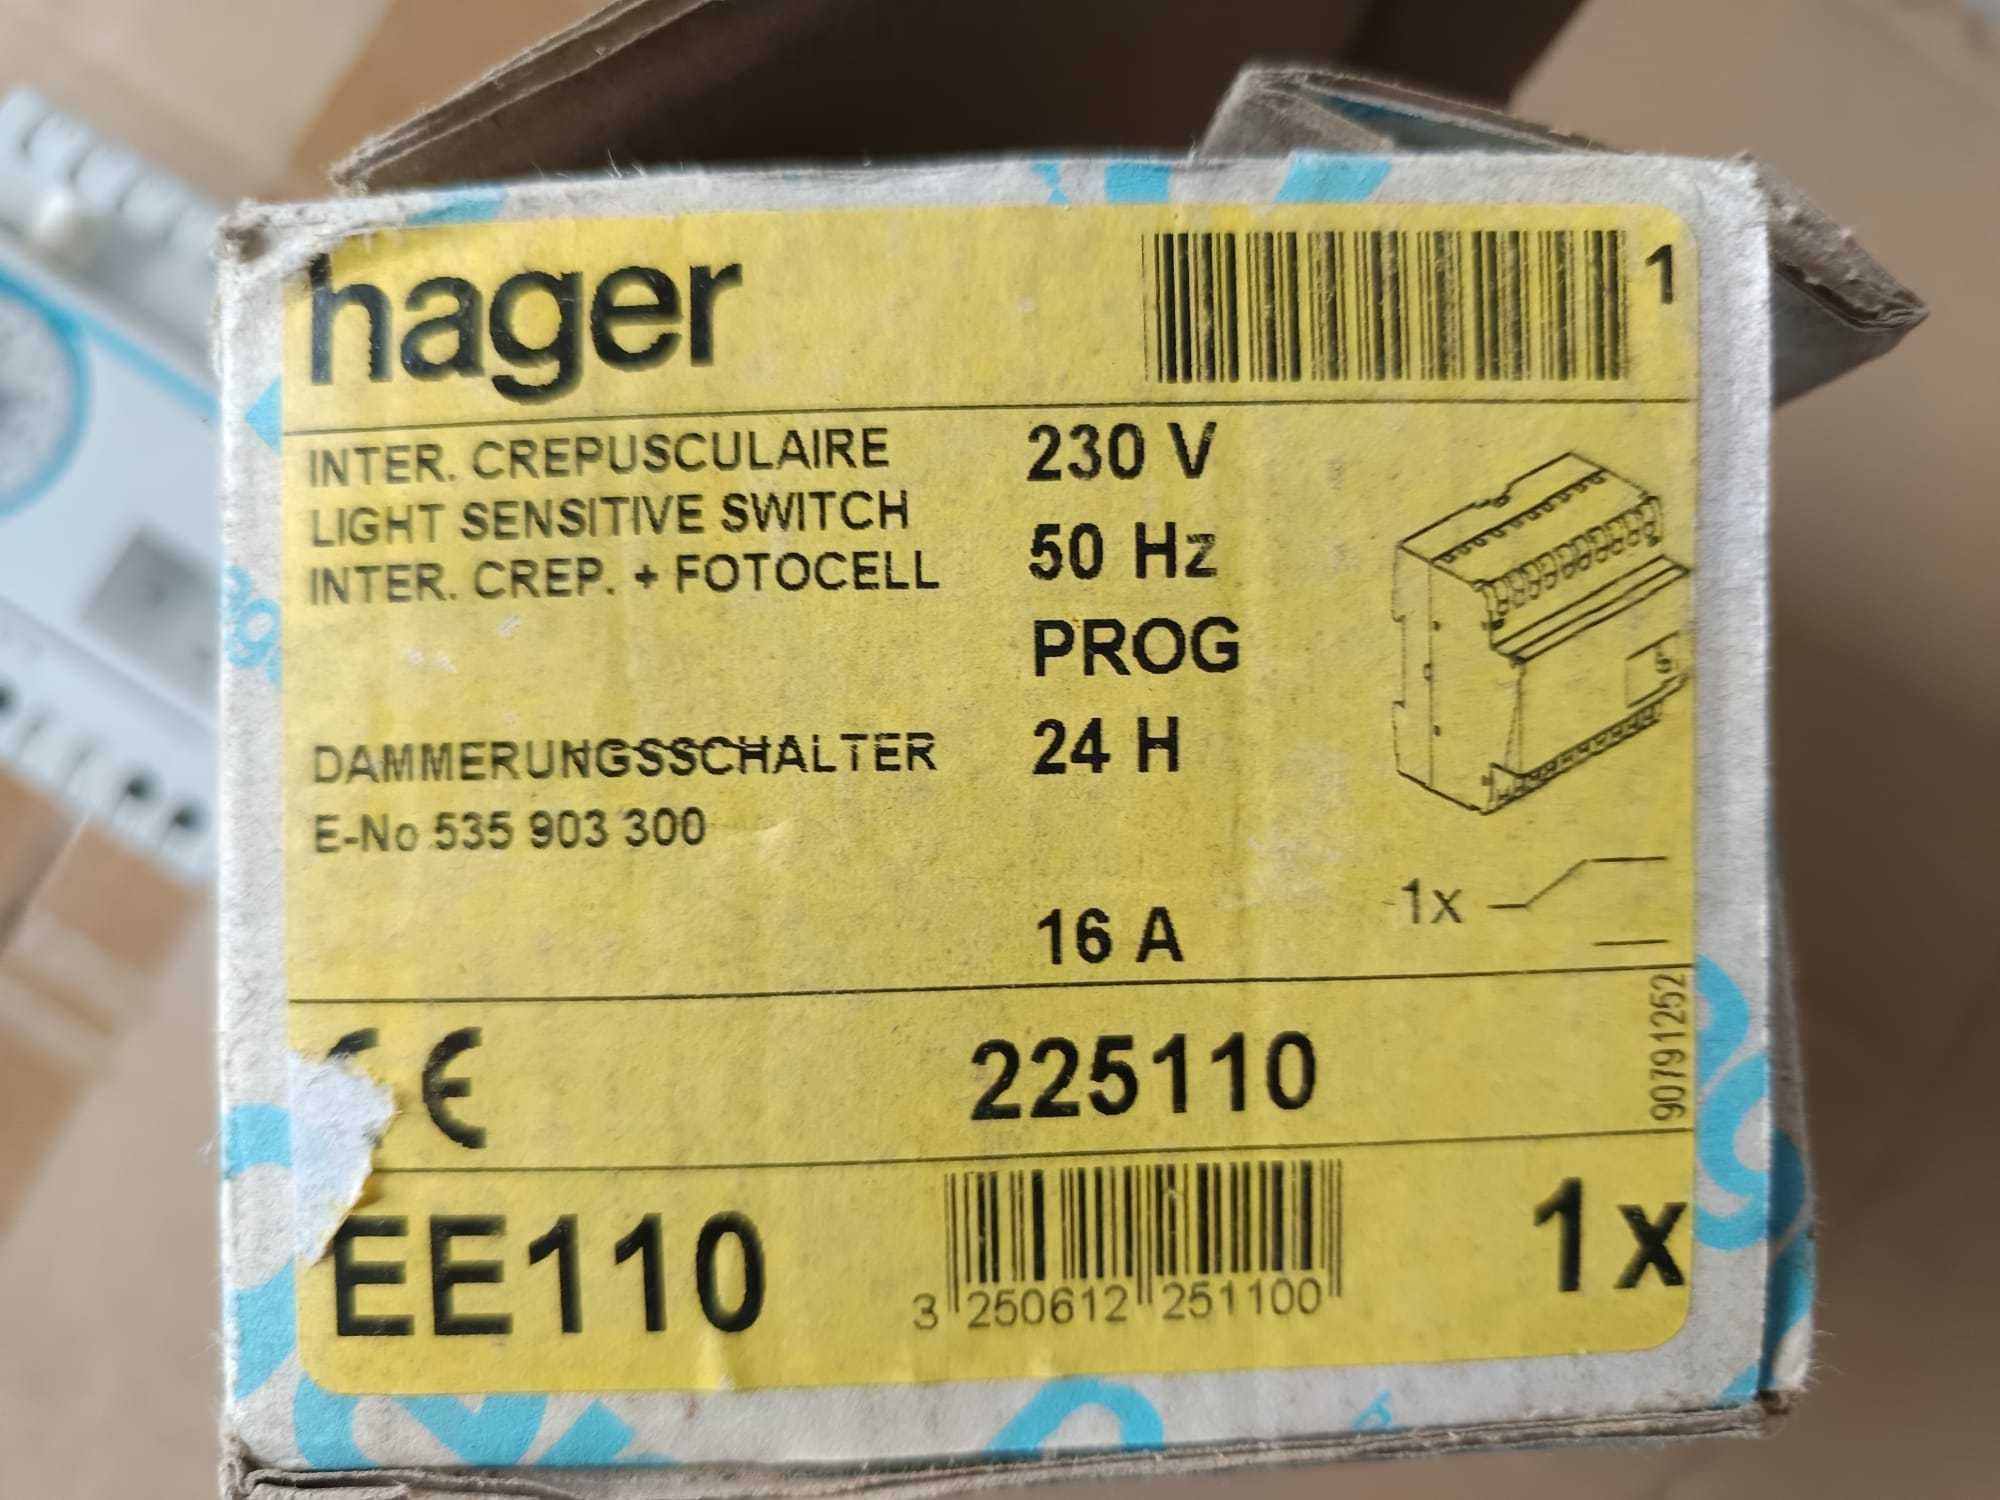 hager
1
INTER. CREPUSCULAIRE
LIGHT SENSITIVE SWITCH
INTER. CREP. + FOTOCELL
DAMMERUNGSSCHALTER
E-No 535 903 300
230 V
50 Hz
PROG
24 H
16 A
1x
90791252
CE
225110
EE110
3 250612 251100
1x